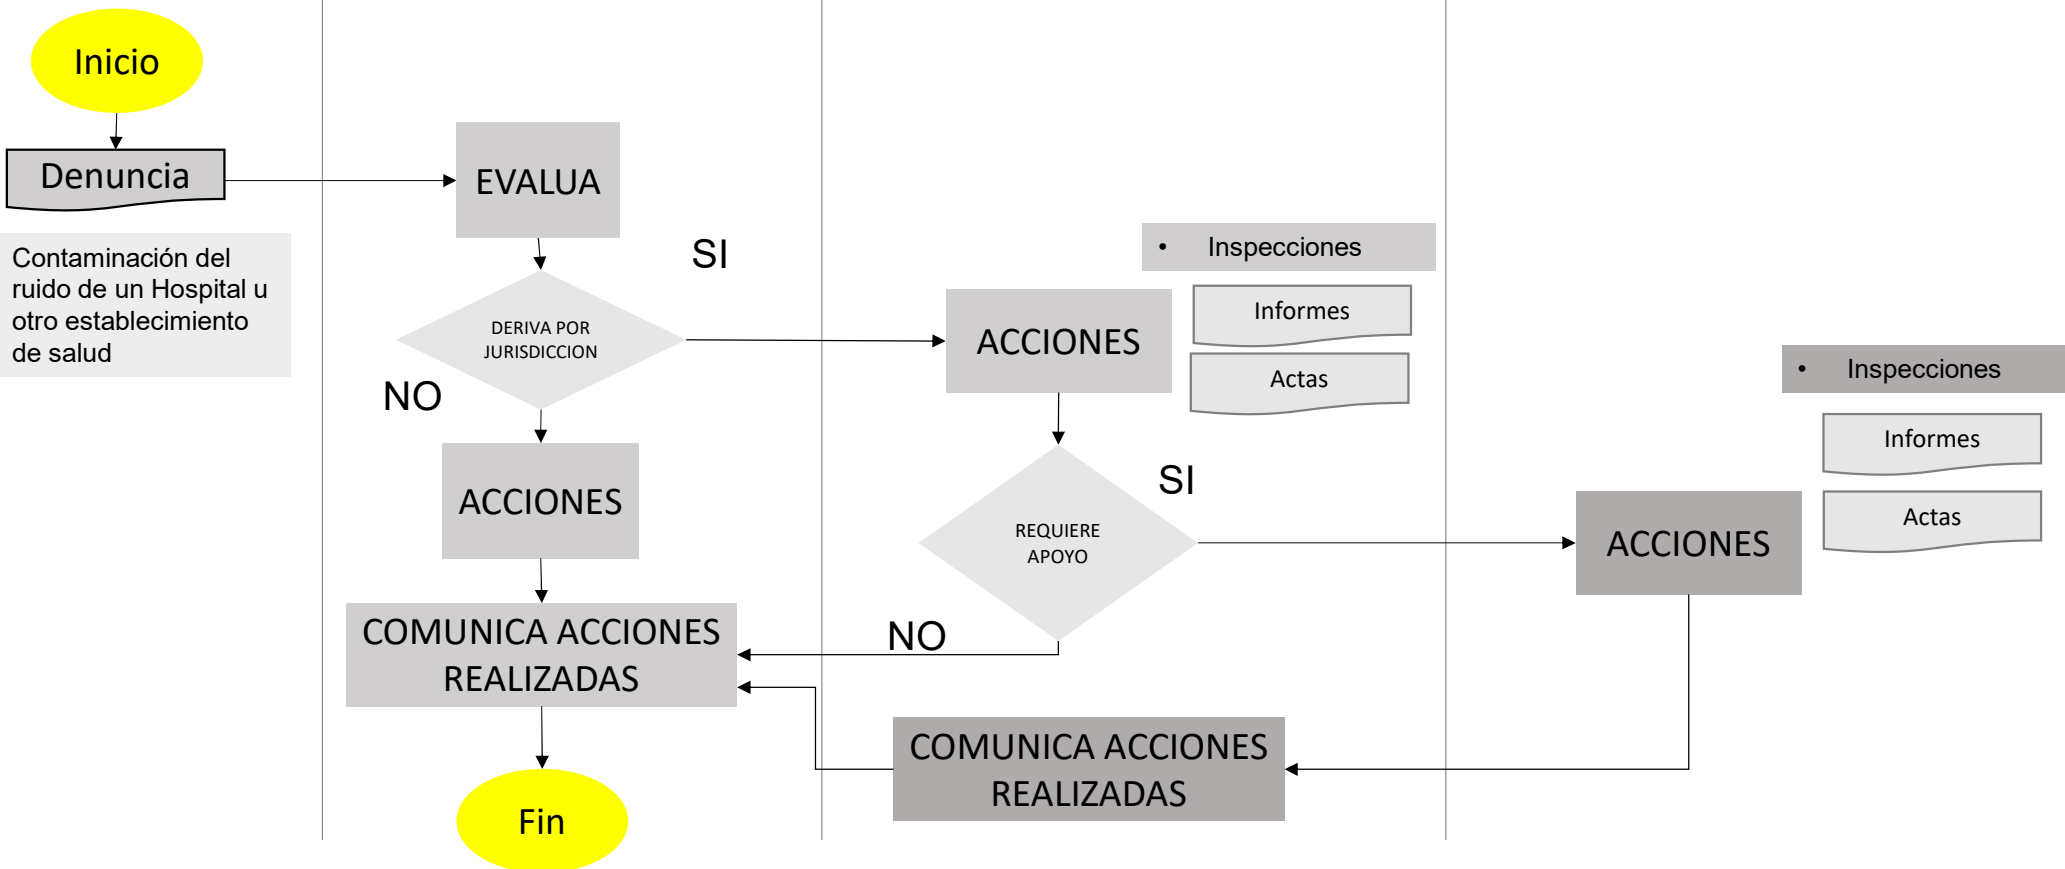 Inicio
Denuncia
Contaminación del
ruido de un Hospital u
otro establecimiento
de salud
EVALUA
SI
DERIVA POR
JURISDICCION
NO
ACCIONES
COMUNICA ACCIONES
REALIZADAS
Fin
• Inspecciones
Informes
Actas
ACCIONES
SI
REQUIERE
APOYO
NO
COMUNICA ACCIONES
REALIZADAS
• Inspecciones
Informes
Actas
ACCIONES